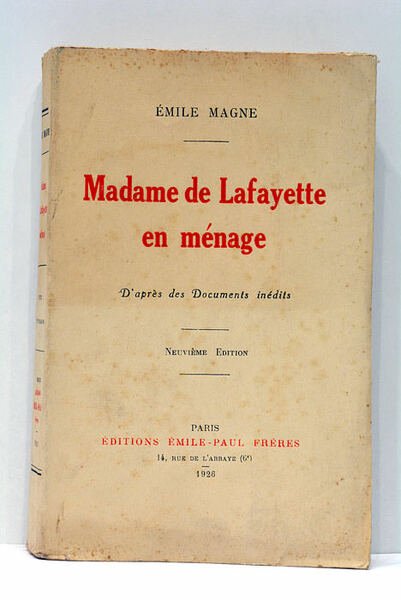 ÉMILE MAGNE
Madame de Lafayette
en ménage
D'après des Documents inédits
NEUVIÈME EDITION
PARIS
ÉDITIONS ÉMILE-PAUL FRÈRES
14, RUE DE L'ABBAYE (6e)
1926